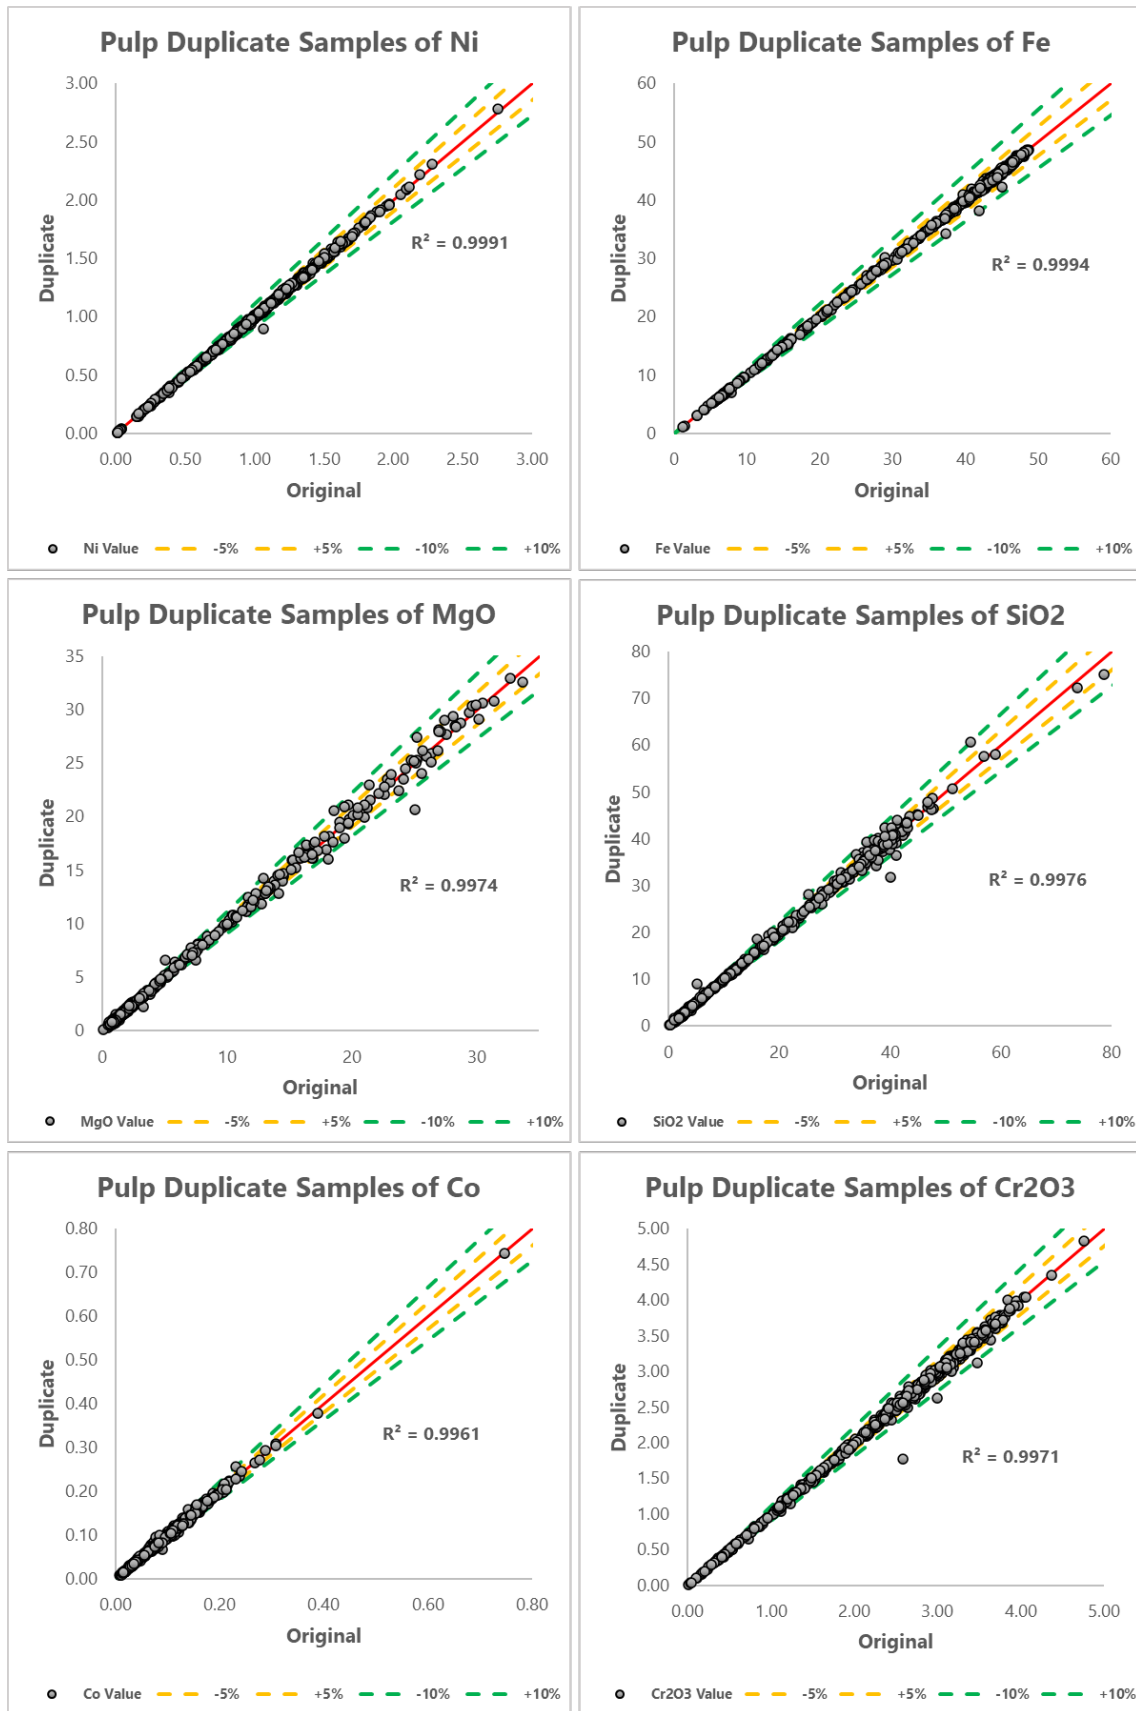 Pulp Duplicate Samples of Ni
3.00
2.50
2.00
1.50
1.00
0.50
0.00
Duplicate
R² = 0.9991
0.00 0.50 1.00 1.50 2.00 2.50 3.00
Original
Ni Value -5% +5% -10% +10%
Pulp Duplicate Samples of Fe
60
50
40
30
20
10
0
Duplicate
R² = 0.9994
0 10 20 30 40 50 60
Original
Fe Value -5% +5% -10% +10%
Pulp Duplicate Samples of MgO
35
30
25
20
15
10
5
0
Duplicate
R² = 0.9974
0 10 20 30
Original
MgO Value -5% +5% -10% +10%
Pulp Duplicate Samples of SiO2
80
70
60
50
40
30
20
10
0
Duplicate
R² = 0.9976
0 20 40 60 80
Original
SiO2 Value -5% +5% -10% +10%
Pulp Duplicate Samples of Co
0.80
0.70
0.60
0.50
0.40
0.30
0.20
0.10
0.00
Duplicate
R² = 0.9961
0.00 0.20 0.40 0.60 0.80
Original
Co Value -5% +5% -10% +10%
Pulp Duplicate Samples of Cr2O3
5.00
4.50
4.00
3.50
3.00
2.50
2.00
1.50
1.00
0.50
0.00
Duplicate
R² = 0.9971
0.00 1.00 2.00 3.00 4.00 5.00
Original
Cr2O3 Value -5% +5% -10% +10%